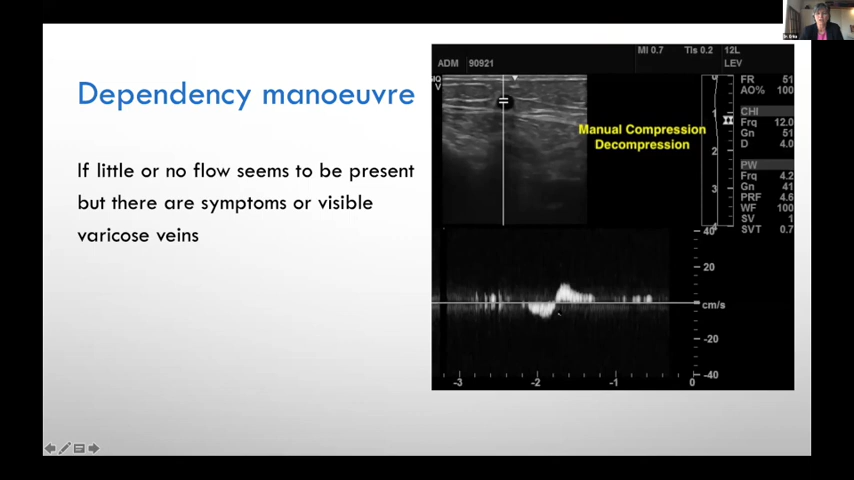 Dependency manoeuvre
If little or no flow seems to be present
but there are symptoms or visible
varicose veins
MI 0.7 TIs 0.2 12L
ADM 90921 LEV
V
Manual Compression
Decompression
0
1
2
3
4
FR 51
AO% 100
CHI
Frq 12.0
Gn 51
D 4.0
PW
Frq 4.2
Gn 41
PRF 4.6
WF 100
SV 1
SVT 0.7
40
20
cm/s
-20
-40
-3 -2 -1 0